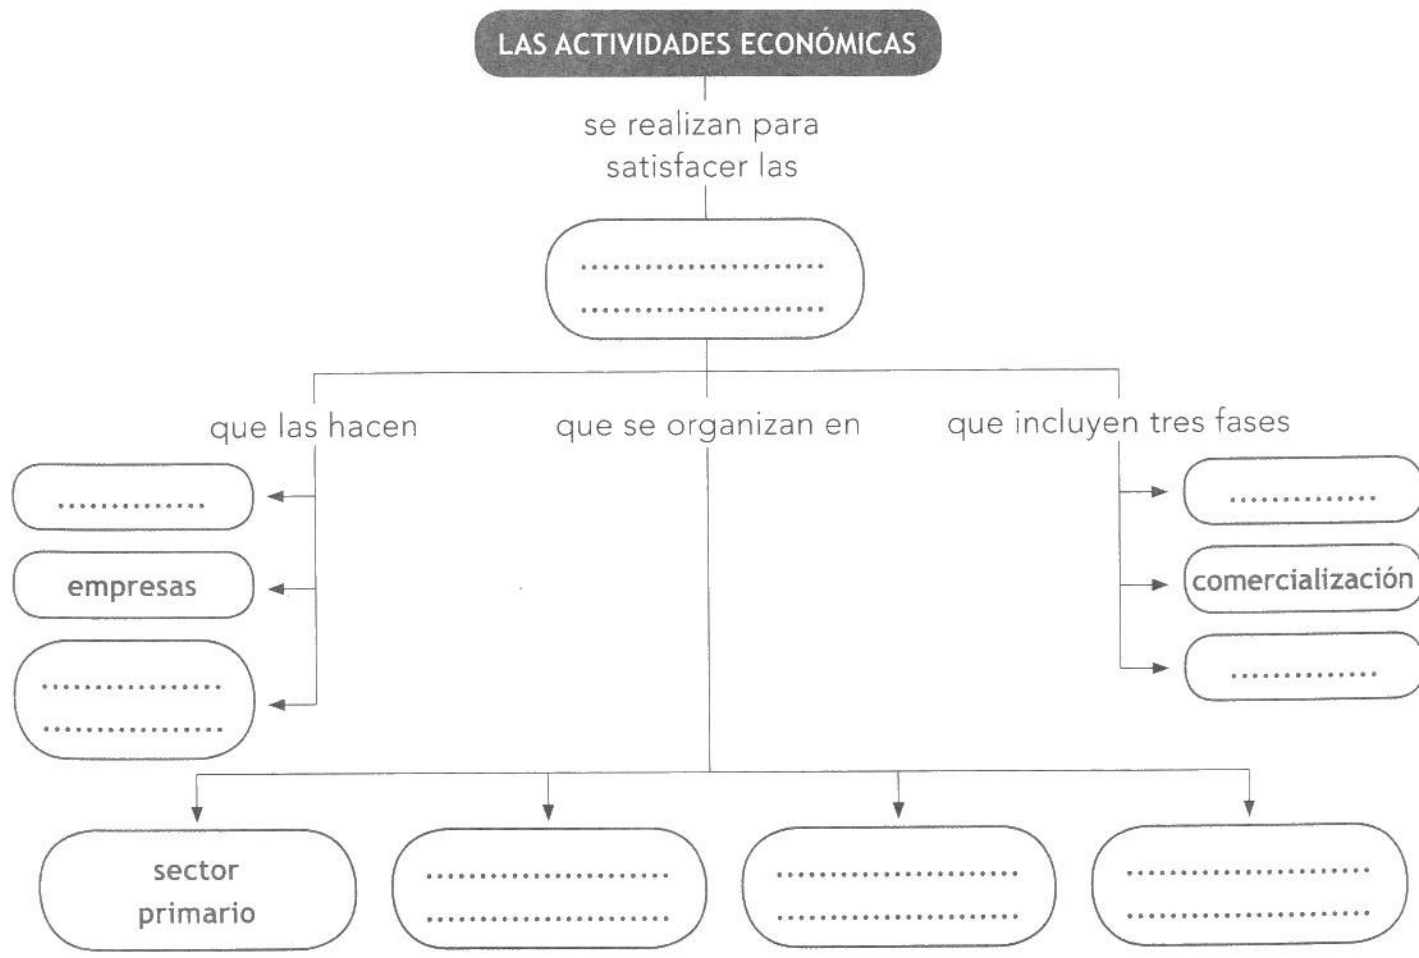 LAS ACTIVIDADES ECONÓMICAS
se realizan para
satisfacer las
que las hacen
que se organizan en
que incluyen tres fases
empresas
comercialización
sector
primario